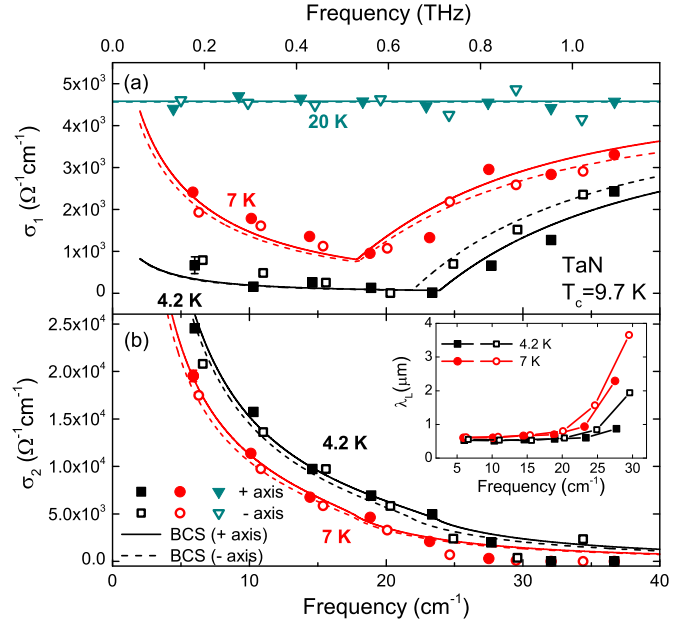 Frequency (THz)
0.0 0.2 0.4 0.6 0.8 1.0
(a)
5x10³
4x10³
3x10³
2x10³
1x10³
0
σ₁ (Ω⁻¹cm⁻¹)
20 K
7 K
4.2 K
TaN
T_c=9.7 K
(b)
2.5x10⁴
2.0x10⁴
1.5x10⁴
1.0x10⁴
5.0x10³
0.0
σ₂ (Ω⁻¹cm⁻¹)
4.2 K
7 K
+ axis
- axis
BCS (+ axis)
BCS (- axis)
4
3
2
1
0
λ_L(μm)
4.2 K
7 K
5 10 15 20 25 30
Frequency (cm⁻¹)
0 10 20 30 40
Frequency (cm⁻¹)